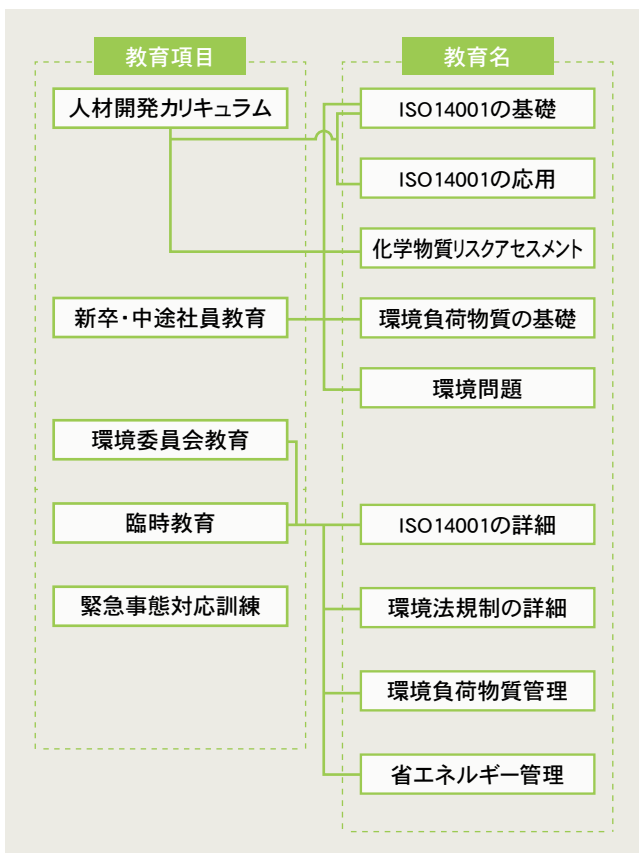 教育項目
人材開発カリキュラム
新卒・中途社員教育
環境委員会教育
臨時教育
緊急事態対応訓練
教育名
ISO14001の基礎
ISO14001の応用
化学物質リスクアセスメント
環境負荷物質の基礎
環境問題
ISO14001の詳細
環境法規制の詳細
環境負荷物質管理
省エネルギー管理